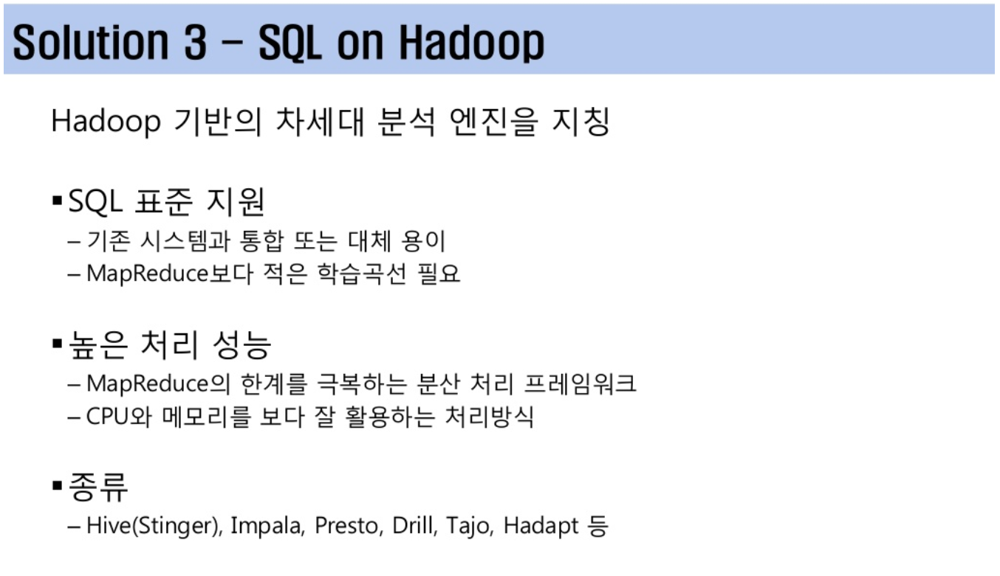 Solution 3 – SQL on Hadoop
Hadoop 기반의 차세대 분석 엔진을 지칭
▪SQL 표준 지원
– 기존 시스템과 통합 또는 대체 용이
– MapReduce보다 적은 학습곡선 필요
▪높은 처리 성능
– MapReduce의 한계를 극복하는 분산 처리 프레임워크
– CPU와 메모리를 보다 잘 활용하는 처리방식
▪종류
– Hive(Stinger), Impala, Presto, Drill, Tajo, Hadapt 등